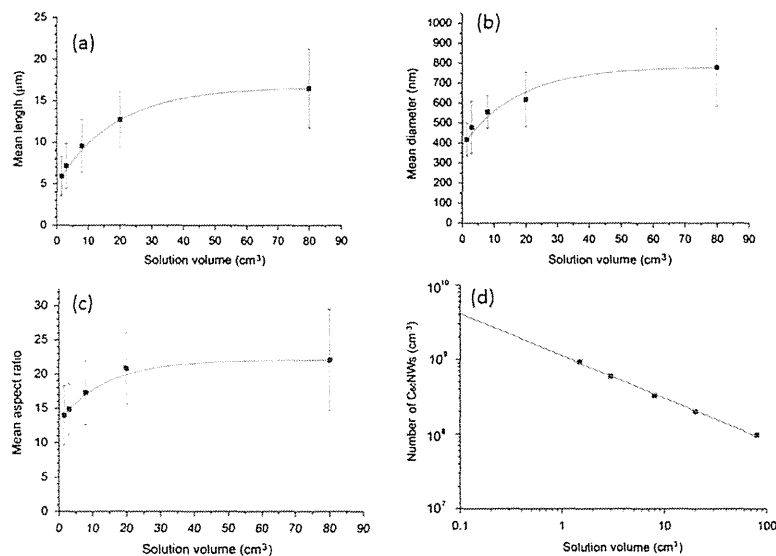 (a)
Mean length (µm)
25
20
15
10
5
0
0 10 20 30 40 50 60 70 80 90
Solution volume (cm³)
(b)
Mean diameter (nm)
1000
900
800
700
600
500
400
300
200
100
0
0 10 20 30 40 50 60 70 80 90
Solution volume (cm³)
(c)
Mean aspect ratio
30
25
20
15
10
5
0
0 10 20 30 40 50 60 70 80 90
Solution volume (cm³)
(d)
Number of C₆₀NWs (cm⁻³)
10¹⁰
10⁹
10⁸
10⁷
0.1 1 10 100
Solution volume (cm³)